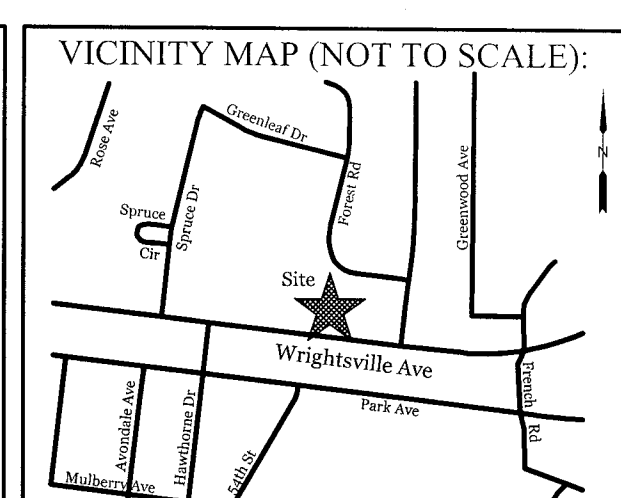 VICINITY MAP (NOT TO SCALE):
Rose Ave
Greenleaf Dr
Forest Rd
Greenwood Ave
N
Spruce
Cir
Spruce Dr
Site
Wrightsville Ave
Park Ave
French
Rd
Avondale Ave
Hawthorne Dr
54th St
Mulberry Ave